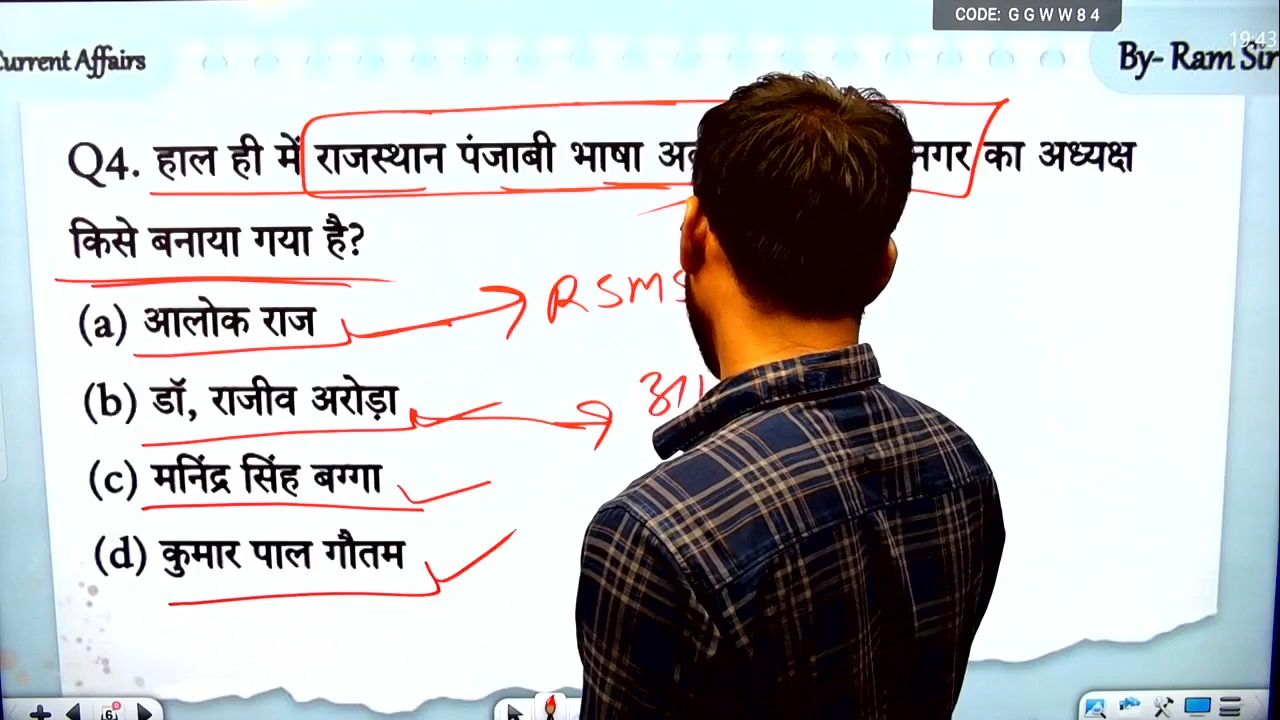 CODE: G G W W 8 4
19:43
Current Affairs
By- Ram Sir
Q4. हाल ही में राजस्थान पंजाबी भाषा नगर का अध्यक्ष
किसे बनाया गया है?
(a) आलोक राज
RSMS
(b) डॉ, राजीव अरोड़ा
(c) मनिंद्र सिंह बग्गा
(d) कुमार पाल गौतम
6